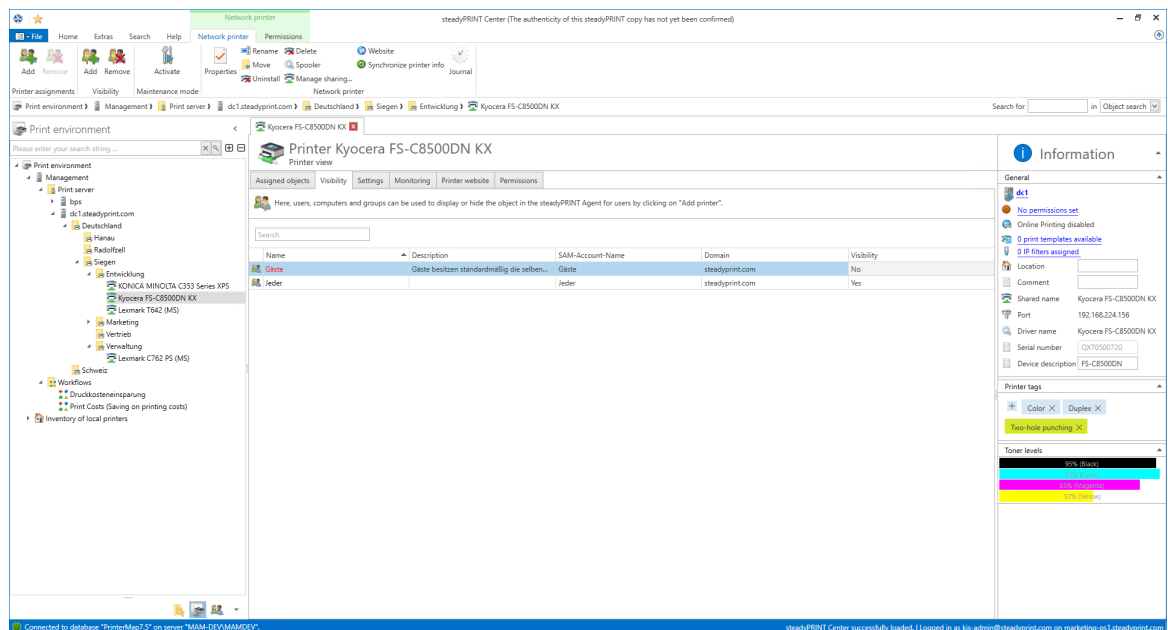 Network printer
steadyPRINT Center (The authenticity of this steadyPRINT copy has not yet been confirmed)
File Home Extras Search Help Network printer Permissions
Add Remove Add Remove Activate Properties Rename Delete Website
Move Spooler Synchronize printer info Journal
Uninstall Manage sharing...
Printer assignments Visibility Maintenance mode Network printer
Print environment Management Print server dc1.steadyprint.com Deutschland Siegen Entwicklung Kyocera FS-C8500DN KX Search for in Object search
Print environment
Please enter your search string ...
Print environment
Management
Print server
bps
dc1.steadyprint.com
Deutschland
Hanau
Radolfzell
Siegen
Entwicklung
KONICA MINOLTA C353 Series XPS
Kyocera FS-C8500DN KX
Lexmark T642 (MS)
Marketing
Vertrieb
Verwaltung
Lexmark C762 PS (MS)
Schweiz
Workflows
Druckkosteneinsparung
Print Costs (Saving on printing costs)
Inventory of local printers
Kyocera FS-C8500DN KX
Printer Kyocera FS-C8500DN KX
Printer view
Assigned objects Visibility Settings Monitoring Printer website Permissions
Here, users, computers and groups can be used to display or hide the object in the steadyPRINT Agent for users by clicking on "Add printer".
Search
Name Description SAM-Account-Name Domain Visibility
Gäste Gäste besitzen standardmäßig die selben... Gäste steadyprint.com No
Jeder Jeder steadyprint.com Yes
Information
General
dc1
No permissions set
Online Printing disabled
0 print templates available
0 IP filters assigned
Location
Comment
Shared name Kyocera FS-C8500DN KX
Port 192.168.224.156
Driver name Kyocera FS-C8500DN KX
Serial number QXT0500720
Device description FS-C8500DN
Printer tags
Color Duplex
Two-hole punching
Toner levels
95% (Black)
(Magenta)
57% (Yellow)
Connected to database "PrinterMap7.5" on server "MAM-DEV\MAMDEV". steadyPRINT Center successfully loaded. | Logged in as kis-admin@steadyprint.com on marketing-ps1.steadyprint.com